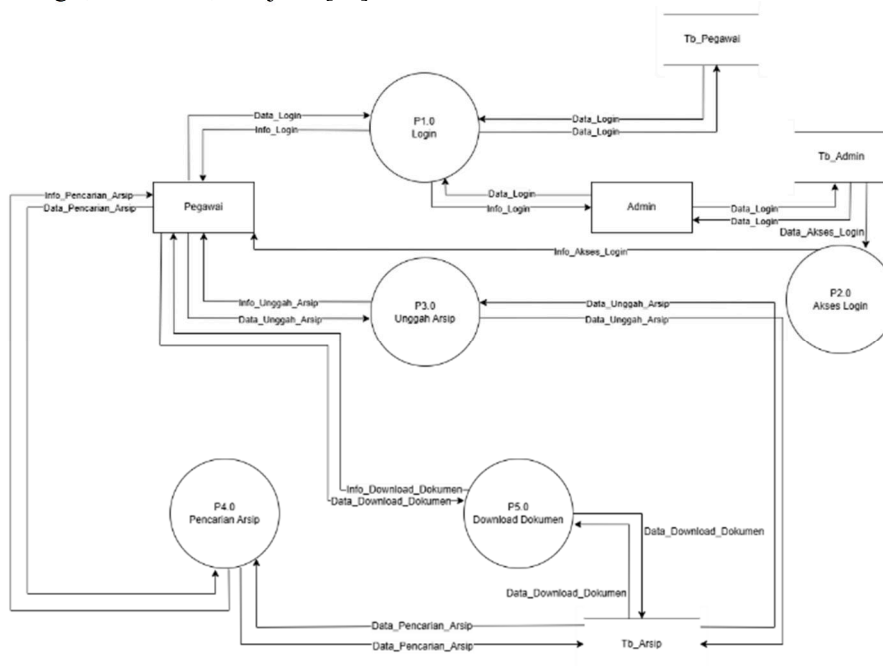 Tb_Pegawai
Data_Login
Info_Login
P1.0
Login
Data_Login
Data_Login
Tb_Admin
Info_Pencarian_Arsip
Data_Pencarian_Arsip
Pegawai
Data_Login
Info_Login
Admin
Data_Login
Data_Login
Data_Akses_Login
Info_Akses_Login
P2.0
Akses Login
Info_Unggah_Arsip
Data_Unggah_Arsip
P3.0
Unggah Arsip
Data_Unggah_Arsip
Data_Unggah_Arsip
P4.0
Pencarian Arsip
Info_Download_Dokumen
Data_Download_Dokumen
P5.0
Download Dokumen
Data_Download_Dokumen
Data_Download_Dokumen
Data_Pencarian_Arsip
Data_Pencarian_Arsip
Tb_Arsip